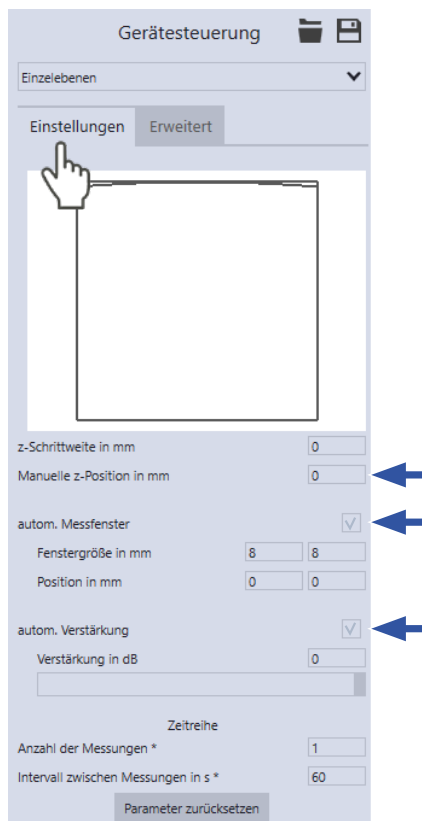 Gerätesteuerung
Einzelebenen
Einstellungen Erweitert
z-Schrittweite in mm 0
Manuelle z-Position in mm 0
autom. Messfenster
Fenstergröße in mm 8 8
Position in mm 0 0
autom. Verstärkung
Verstärkung in dB 0
Zeitreihe
Anzahl der Messungen * 1
Intervall zwischen Messungen in s * 60
Parameter zurücksetzen